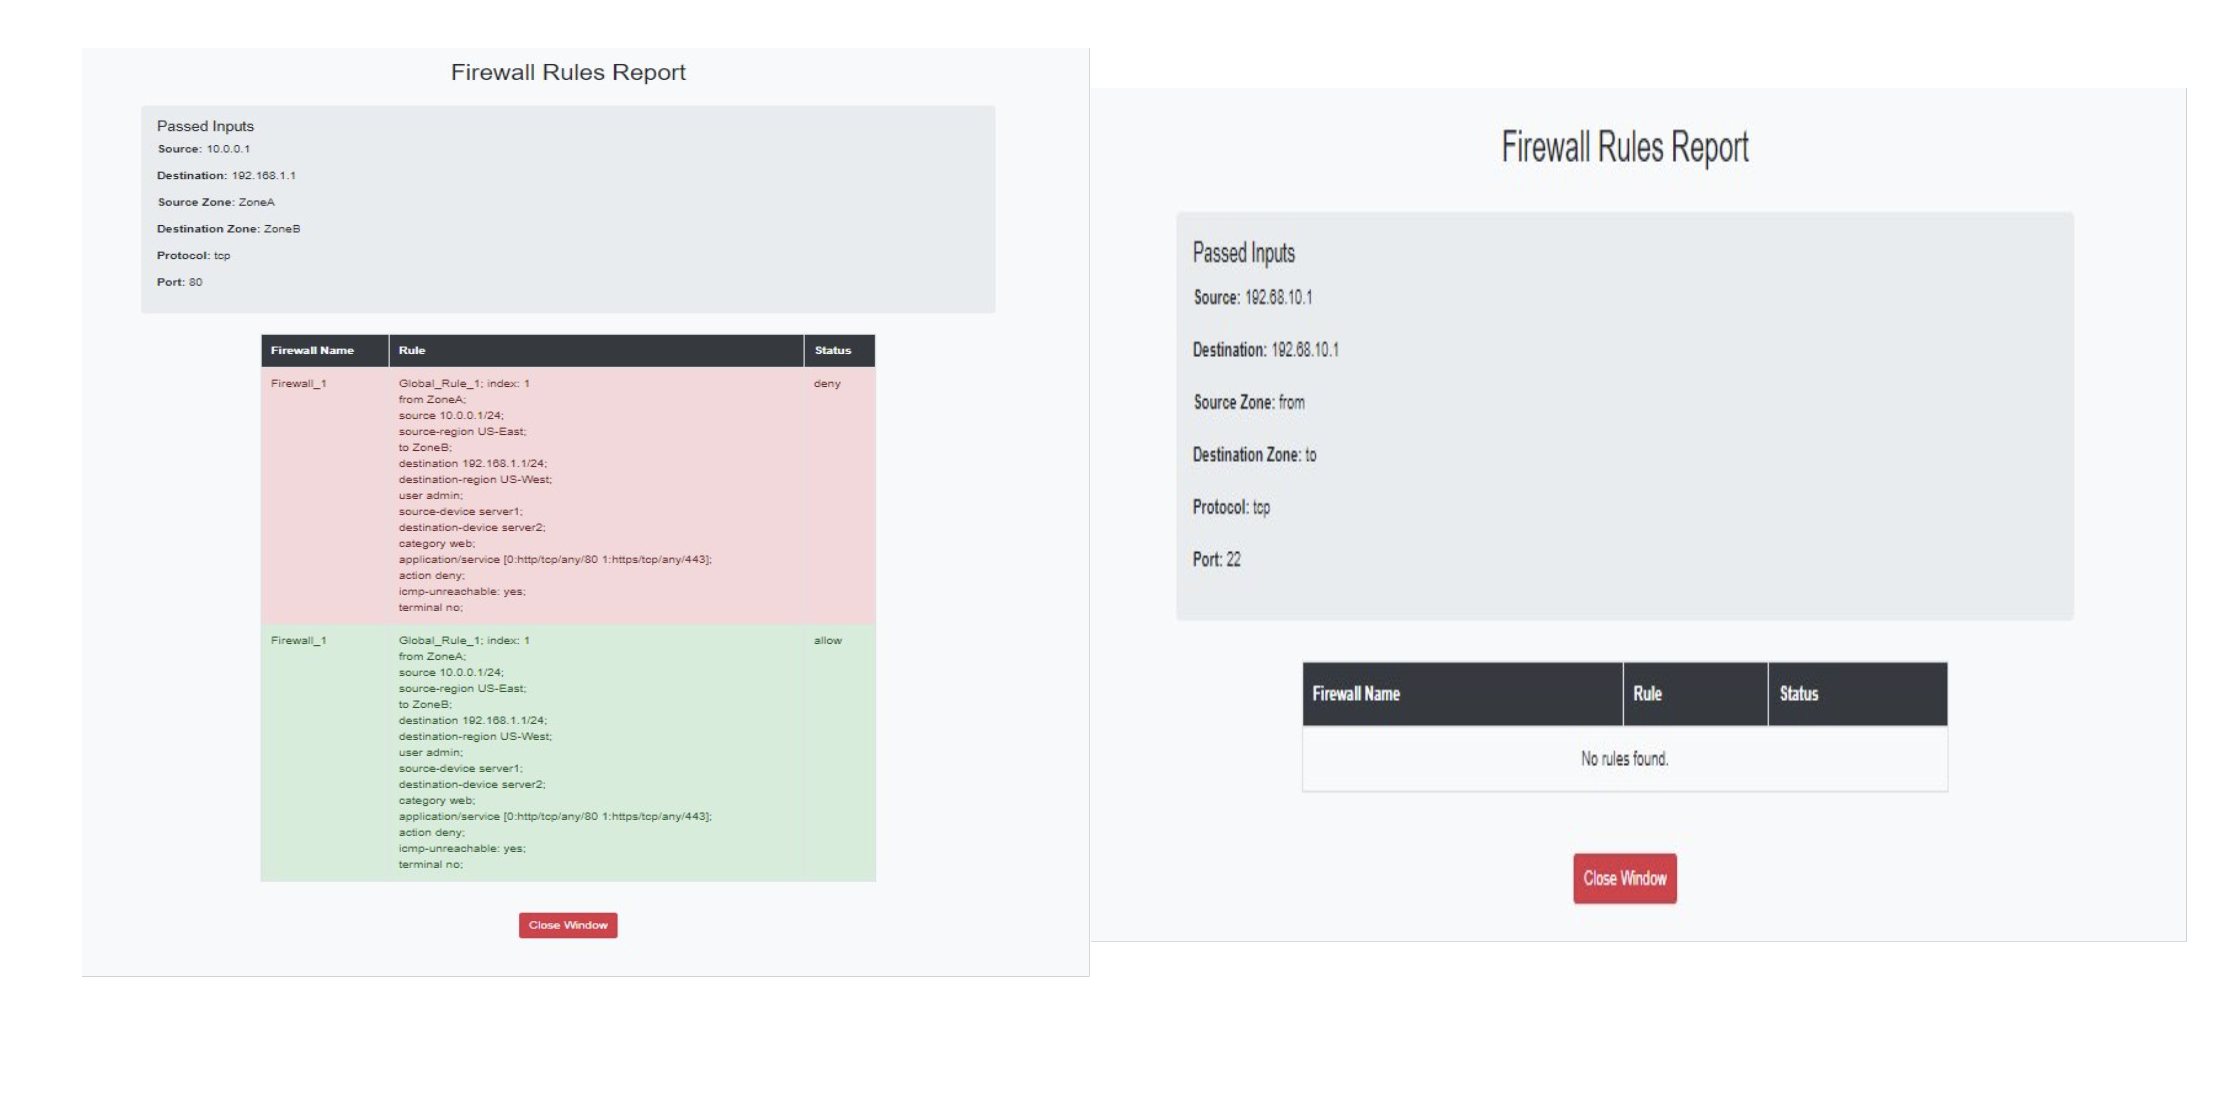 Firewall Rules Report
Passed Inputs
Source: 10.0.0.1
Destination: 192.168.1.1
Source Zone: ZoneA
Destination Zone: ZoneB
Protocol: tcp
Port: 80
Firewall Name Rule Status
Firewall_1 Global_Rule_1; index: 1 deny
from ZoneA;
source 10.0.0.1/24;
source-region US-East;
to ZoneB;
destination 192.168.1.1/24;
destination-region US-West;
user admin;
source-device server1;
destination-device server2;
category web;
application/service [0:http/tcp/any/80 1:https/tcp/any/443];
action deny;
icmp-unreachable: yes;
terminal no;
Firewall_1 Global_Rule_1; index: 1 allow
from ZoneA;
source 10.0.0.1/24;
source-region US-East;
to ZoneB;
destination 192.168.1.1/24;
destination-region US-West;
user admin;
source-device server1;
destination-device server2;
category web;
application/service [0:http/tcp/any/80 1:https/tcp/any/443];
action deny;
icmp-unreachable: yes;
terminal no;
Close Window
Firewall Rules Report
Passed Inputs
Source: 192.68.10.1
Destination: 192.68.10.1
Source Zone: from
Destination Zone: to
Protocol: tcp
Port: 22
Firewall Name Rule Status
No rules found.
Close Window